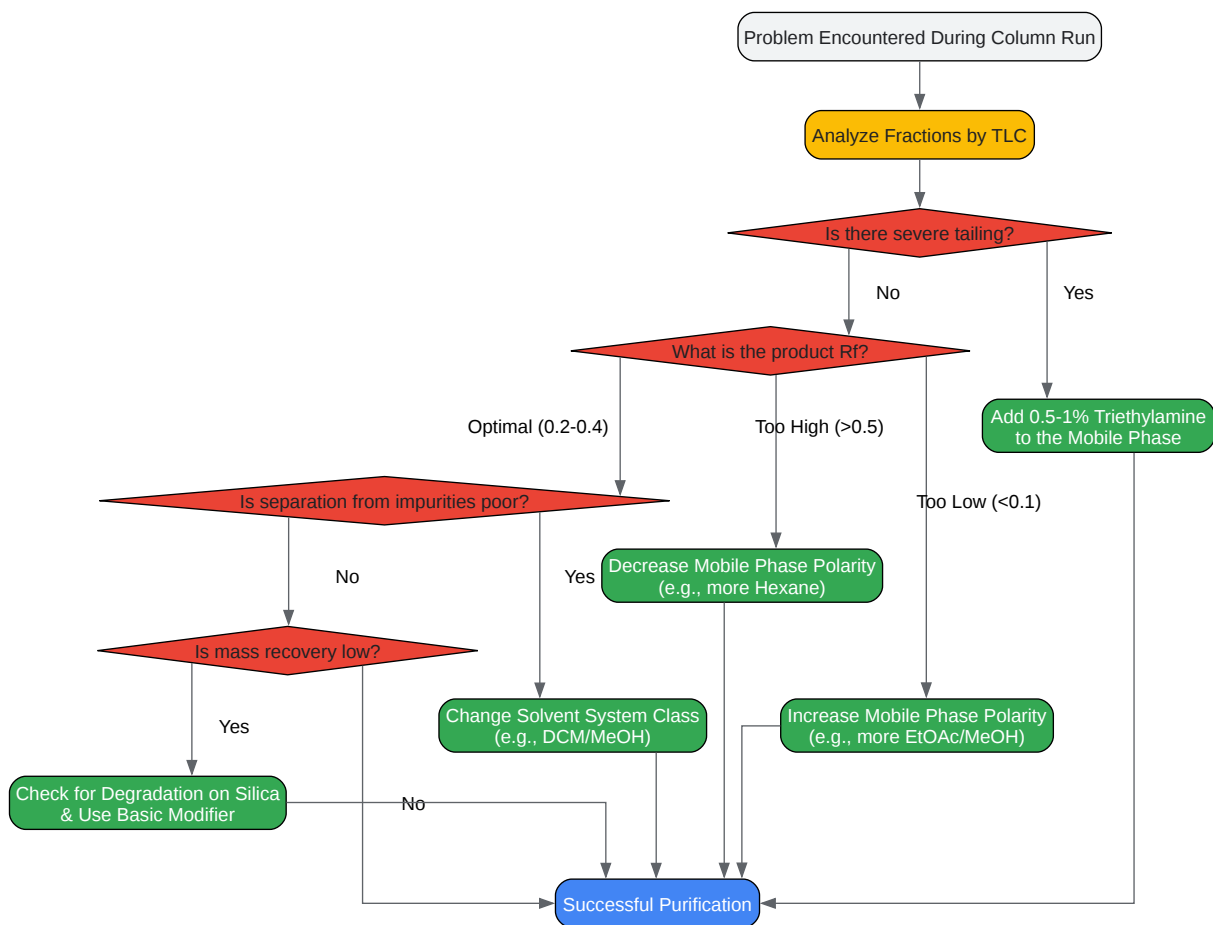 Problem Encountered During Column Run
Analyze Fractions by TLC
Is there severe tailing?
No
Yes
What is the product Rf?
Optimal (0.2-0.4)
Too High (>0.5)
Add 0.5-1% Triethylamine
to the Mobile Phase
Is separation from impurities poor?
Too Low (<0.1)
No
Yes
Decrease Mobile Phase Polarity
(e.g., more Hexane)
Is mass recovery low?
Yes
Change Solvent System Class
(e.g., DCM/MeOH)
Increase Mobile Phase Polarity
(e.g., more EtOAc/MeOH)
Check for Degradation on Silica
& Use Basic Modifier
No
Successful Purification